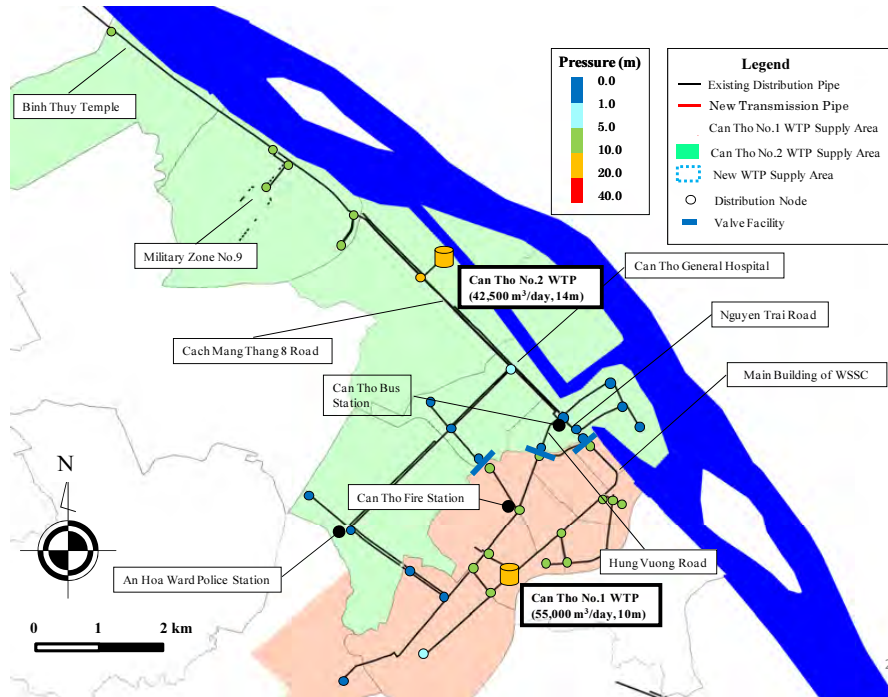 Pressure (m)
0.0
1.0
5.0
10.0
20.0
40.0
Legend
Existing Distribution Pipe
New Transmission Pipe
Can Tho No.1 WTP Supply Area
Can Tho No.2 WTP Supply Area
New WTP Supply Area
Distribution Node
Valve Facility
Binh Thuy Temple
Military Zone No.9
Can Tho No.2 WTP
(42,500 m³/day, 14m)
Can Tho General Hospital
Nguyen Trai Road
Cach Mang Thang 8 Road
Main Building of WSSC
Can Tho Bus
Station
N
Can Tho Fire Station
Hung Vuong Road
An Hoa Ward Police Station
Can Tho No.1 WTP
(55,000 m³/day, 10m)
0 1 2 km
2